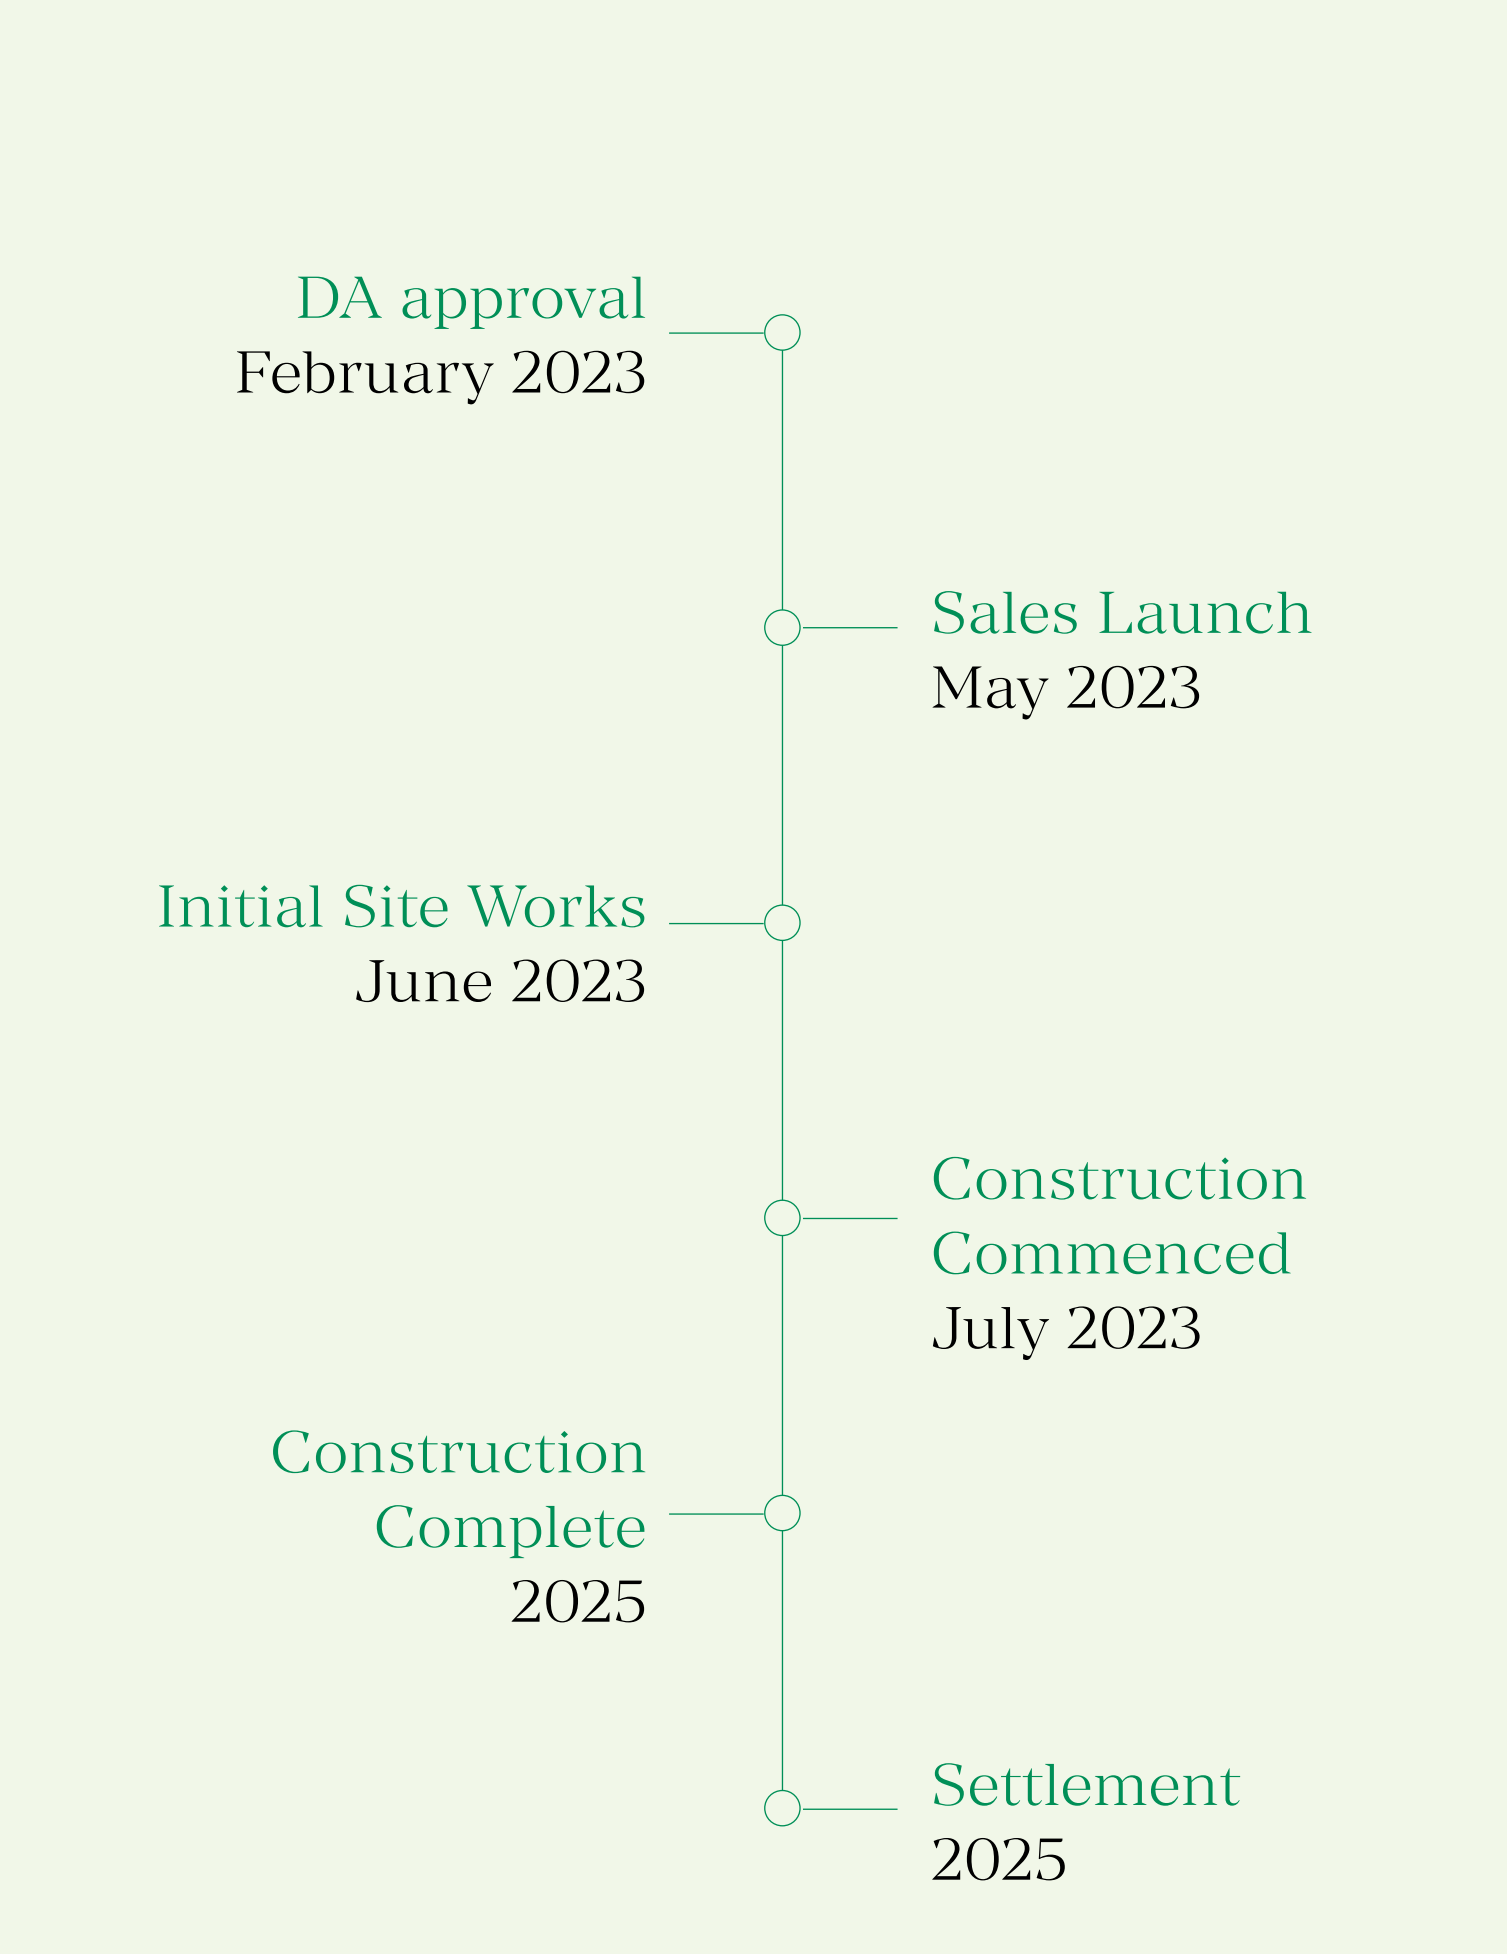 DA approval
February 2023
Sales Launch
May 2023
Initial Site Works
June 2023
Construction
Commenced
July 2023
Construction
Complete
2025
Settlement
2025